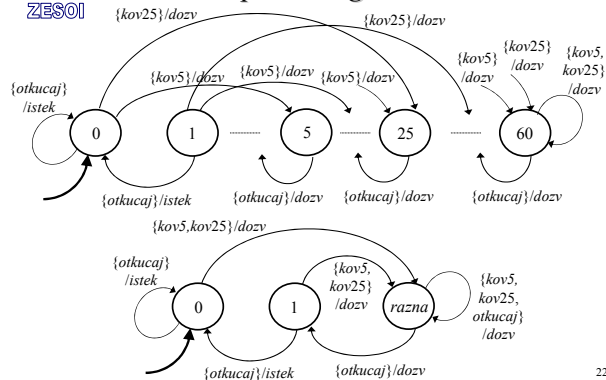 ZESOI
{kov25}/dozv
{kov25}/dozv
{otkucaj}
/istek
{kov5}/dozv
{kov5}/dozv
{kov5}/dozv
{kov5}
/dozv
{kov25}
/dozv
{kov5,
kov25}
/dozv
0
1
5
25
60
{otkucaj}/istek
{otkucaj}/dozv
{otkucaj}/dozv
{otkucaj}/dozv
{kov5,kov25}/dozv
{otkucaj}
/istek
{kov5,
kov25}
/dozv
{kov5,
kov25,
otkucaj}
/dozv
0
1
razna
{otkucaj}/istek
{otkucaj}/dozv
22